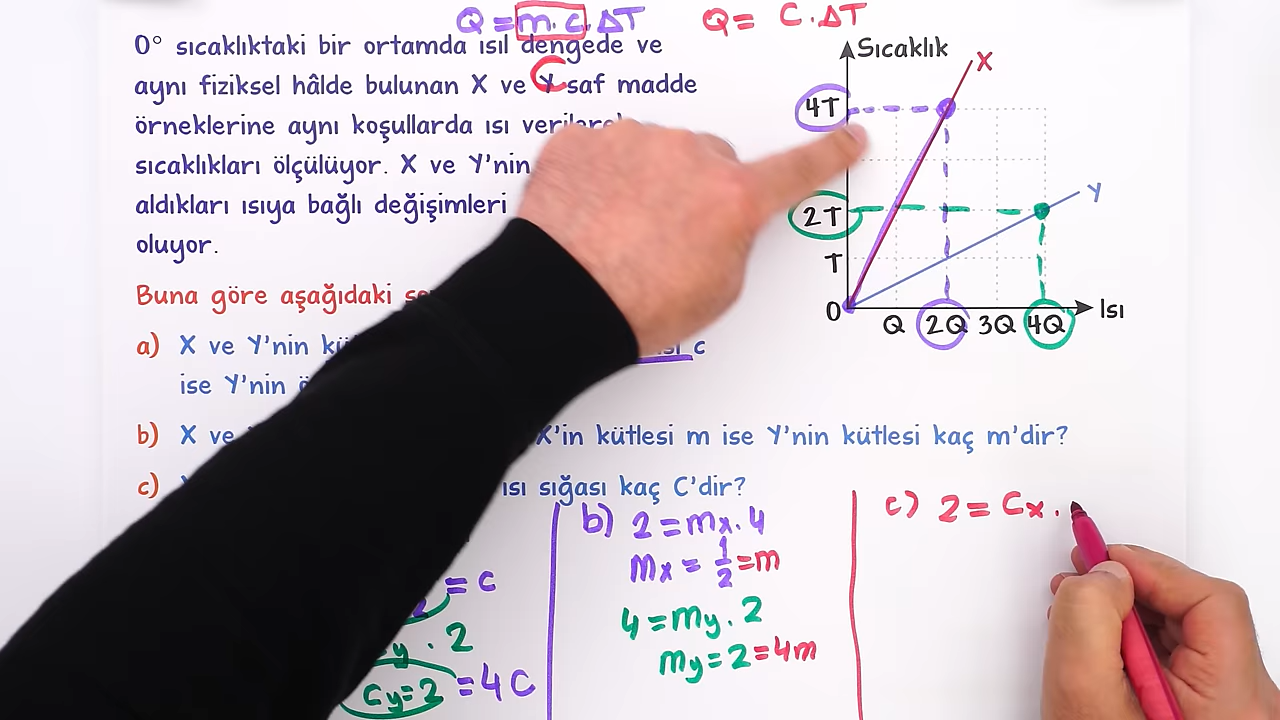 Q = m.c.ΔT Q = C.ΔT
0° sıcaklıktaki bir ortamda ısıl dengede ve
C
aynı fiziksel hâlde bulunan X ve Y saf madde
örneklerine aynı koşullarda ısı
sıcaklıkları ölçülüyor. X ve Y'nin
aldıkları ısıya bağlı değişimleri
oluyor.
Buna göre aşağıdaki
a) X ve Y'nin c
ise Y'nin
b) X ve X'in kütlesi m ise Y'nin kütlesi kaç m'dir?
c) ısı sığası kaç C'dir?
Sıcaklık
X
4T
Y
2T
T
0
Q 2Q 3Q 4Q
Isı
= c
y . 2
cy = 2 = 4C
b) 2 = mx . 4
mx = 1/2 = m
4 = my . 2
my = 2 = 4m
c) 2 = Cx .